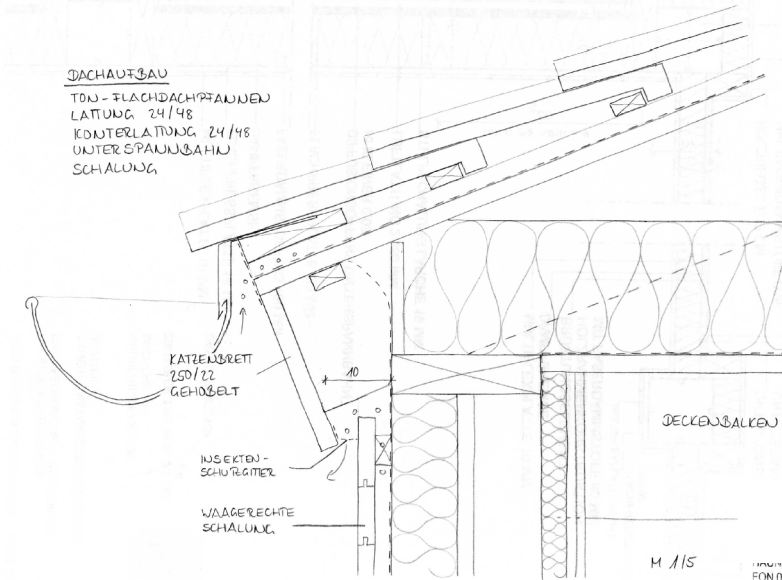 DACHAUFBAU
TON-FLACHDACHPFANNEN
LATTUNG 24/48
KONTERLATTUNG 24/48
UNTERSPANNBAHN
SCHALUNG
KATZENBRETT
250/22
GEHOBELT
10
DECKENBALKEN
INSEKTEN-
SCHUTZGITTER
WAAGERECHTE
SCHALUNG
M 1/5